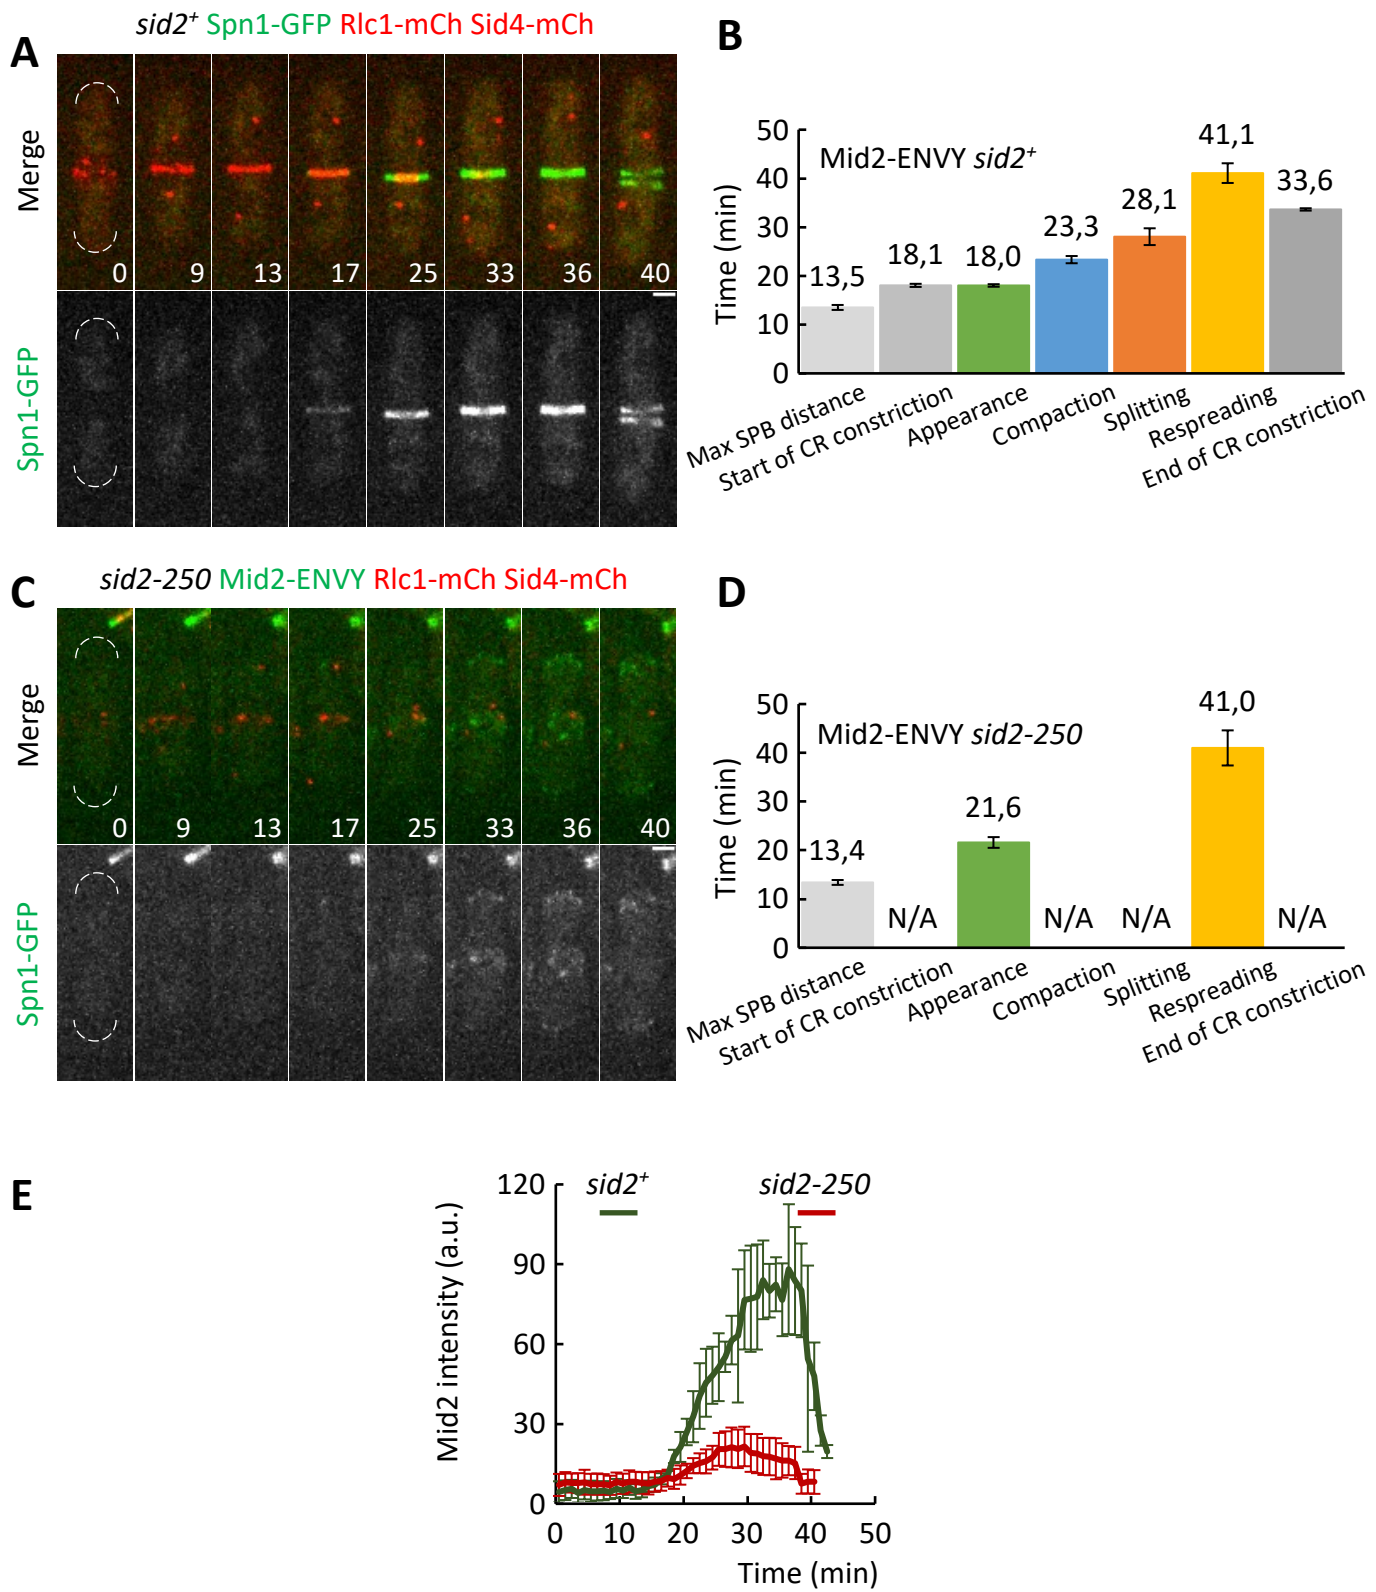 A
sid2+ Spn1-GFP Rlc1-mCh Sid4-mCh
Merge
0 9 13 17 25 33 36 40
Spn1-GFP
B
Mid2-ENVY sid2+
Time (min)
50
40
30
20
10
0
13,5
18,1
18,0
23,3
28,1
41,1
33,6
Max SPB distance
Start of CR constriction
Appearance
Compaction
Splitting
Respreading
End of CR constriction
C
sid2-250 Mid2-ENVY Rlc1-mCh Sid4-mCh
Merge
0 9 13 17 25 33 36 40
Spn1-GFP
D
Mid2-ENVY sid2-250
Time (min)
50
40
30
20
10
0
13,4
N/A
21,6
N/A
N/A
41,0
N/A
Max SPB distance
Start of CR constriction
Appearance
Compaction
Splitting
Respreading
End of CR constriction
E
sid2+
sid2-250
Mid2 intensity (a.u.)
120
90
60
30
0
0 10 20 30 40 50
Time (min)